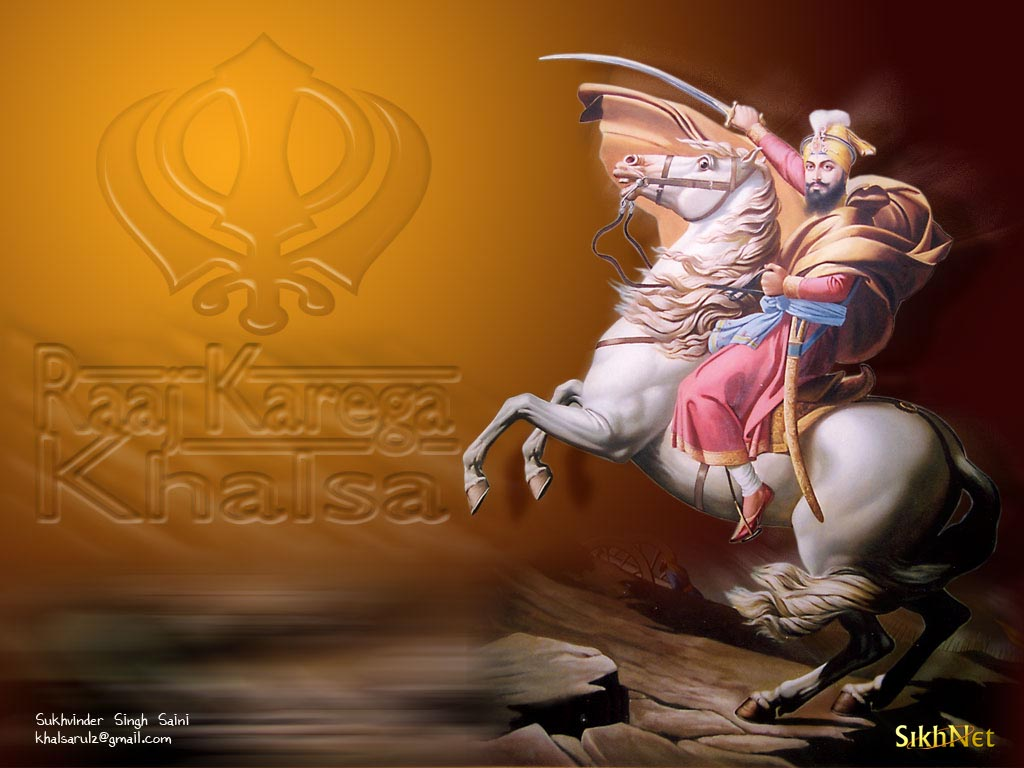 Raaj Karega
Khalsa
Sukhvinder Singh Saini
khalsarulz@gmail.com
SikhNet